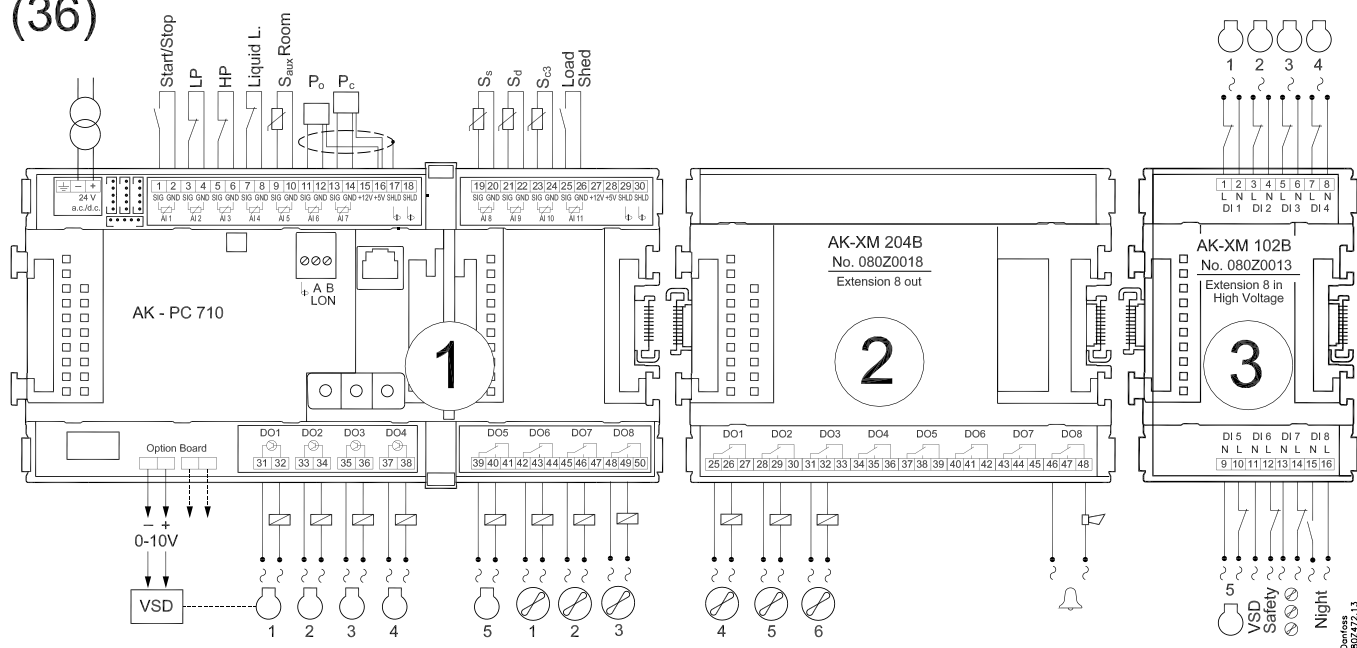 (36)
Start/Stop
LP
HP
Liquid L.
Saux Room
Po
Pc
Ss
Sd
Sc3
Load
Shed
1 2 3 4
− +
24 V
a.c./d.c.
1 2 3 4 5 6 7 8 9 10 11 12 13 14 15 16 17 18
SIG GND SIG GND SIG GND SIG GND SIG GND SIG GND SIG GND +12V +5V SHLD SHLD
AI 1 AI 2 AI 3 AI 4 AI 5 AI 6 AI 7
19 20 21 22 23 24 25 26 27 28 29 30
SIG GND SIG GND SIG GND SIG GND +12V +5V SHLD SHLD
AI 8 AI 9 AI 10 AI 11
1 2 3 4 5 6 7 8
L N L N L N L N
DI 1 DI 2 DI 3 DI 4
A B
LON
AK - PC 710
1
AK-XM 204B
No. 080Z0018
Extension 8 out
2
AK-XM 102B
No. 080Z0013
Extension 8 in
High Voltage
3
Option Board
DO1 DO2 DO3 DO4
31 32 33 34 35 36 37 38
DO5 DO6 DO7 DO8
39 40 41 42 43 44 45 46 47 48 49 50
DO1 DO2 DO3 DO4 DO5 DO6 DO7 DO8
25 26 27 28 29 30 31 32 33 34 35 36 37 38 39 40 41 42 43 44 45 46 47 48
DI 5 DI 6 DI 7 DI 8
N L N L N L N L
9 10 11 12 13 14 15 16
− +
0-10V
VSD
1 2 3 4
5 1 2 3
4 5 6
5
VSD
Safety
Night
Danfoss
80Z472.13